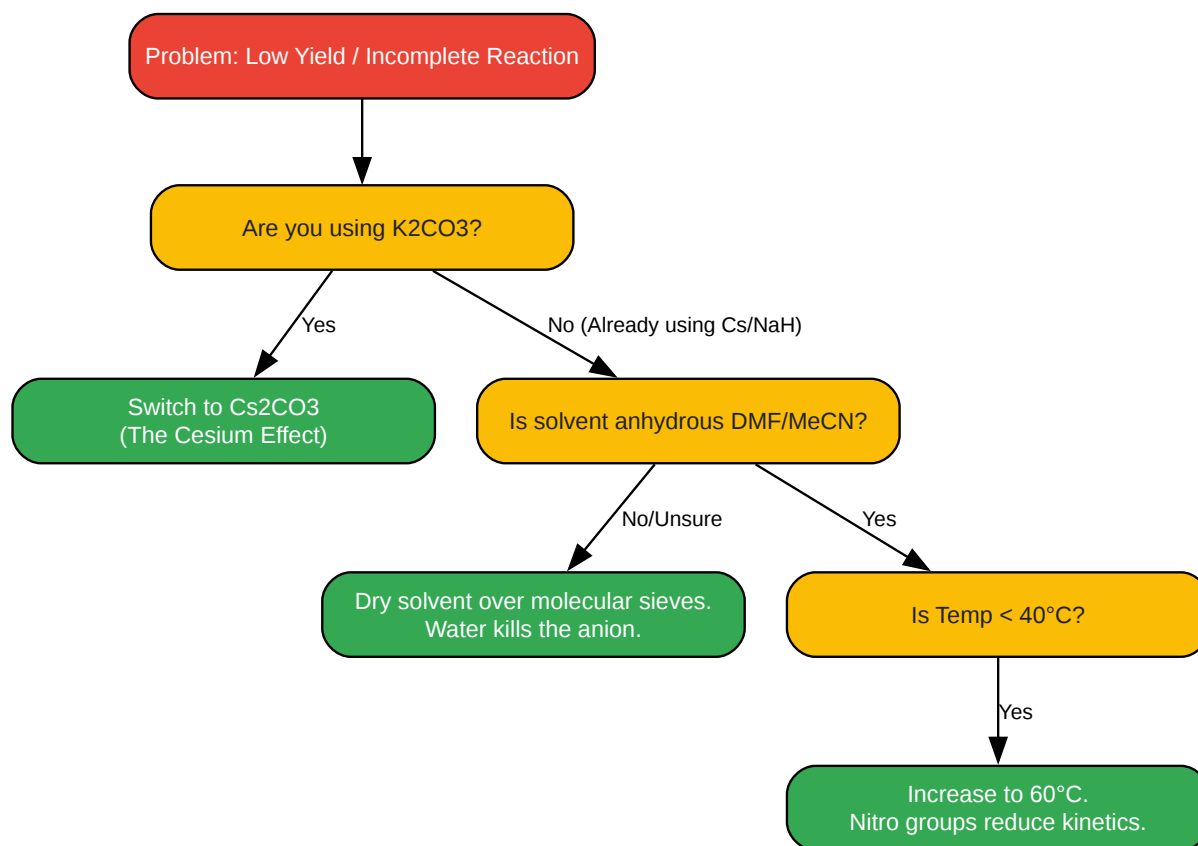 Problem: Low Yield / Incomplete Reaction
Are you using K2CO3?
Yes
No (Already using Cs/NaH)
Switch to Cs2CO3
(The Cesium Effect)
Is solvent anhydrous DMF/MeCN?
No/Unsure
Yes
Dry solvent over molecular sieves.
Water kills the anion.
Is Temp < 40°C?
Yes
Increase to 60°C.
Nitro groups reduce kinetics.